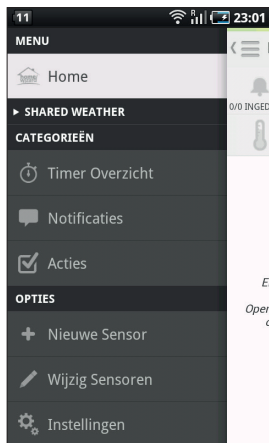 11 R 23:01
MENU
Home
SHARED WEATHER
CATEGORIEËN
Timer Overzicht
0/0
Notificaties
Acties
OPTIES
Nieuwe Sensor
Wijzig Sensoren
Instellingen